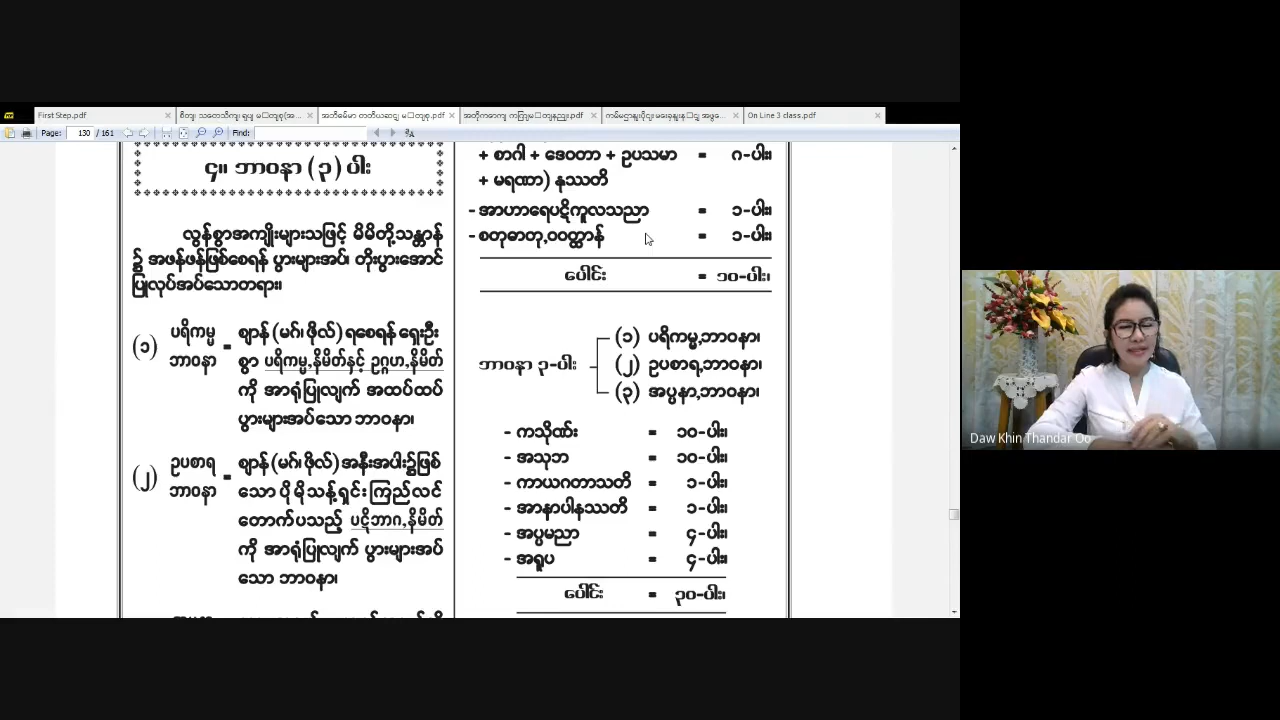 First Step.pdf
On Line 3 class.pdf
Page: 130 / 161 Find:
၄။ ဘာဝနာ (၃) ပါး
လွန်စွာအကျိုးများသဖြင့် မိမိတို့သန္တာန်
၌ အဖန်ဖန်ဖြစ်စေရန် ပွားများအပ်၊ တိုးပွားအောင်
ပြုလုပ်အပ်သောတရား။
(၁) ပရိကမ္မ ဘာဝနာ = ဈာန် (မဂ်၊ ဖိုလ်) ရစေရန် ရှေးဦး
စွာ ပရိကမ္မ,နိမိတ်နှင့် ဥဂ္ဂဟ,နိမိတ်
ကို အာရုံပြုလျက် အထပ်ထပ်
ပွားများအပ်သော ဘာဝနာ။
(၂) ဥပစာရ ဘာဝနာ = ဈာန် (မဂ်၊ ဖိုလ်) အနီးအပါး၌ဖြစ်
သော ပို မို သန့် ရှင်း ကြည်လင်
တောက်ပသည့် ပဋိဘာဂ,နိမိတ်
ကို အာရုံပြုလျက် ပွားများအပ်
သော ဘာဝနာ။
+ စာဂါ + ဒေဝတာ + ဥပသမာ = ၈-ပါး၊
+ မရဏာ) နုဿတိ
- အာဟာရေပဋိကူလသညာ = ၁-ပါး၊
- စတုဓာတု,ဝဝတ္ထာန် = ၁-ပါး၊
ပေါင်း = ၁၀-ပါး၊
ဘာဝနာ ၃-ပါး
(၁) ပရိကမ္မ,ဘာဝနာ၊
(၂) ဥပစာရ,ဘာဝနာ၊
(၃) အပ္ပနာ,ဘာဝနာ၊
- ကသိုဏ်း = ၁၀-ပါး၊
- အသုဘ = ၁၀-ပါး၊
- ကာယဂတာသတိ = ၁-ပါး၊
- အာနာပါနဿတိ = ၁-ပါး၊
- အပ္ပမညာ = ၄-ပါး၊
- အရူပ = ၄-ပါး၊
ပေါင်း = ၃၀-ပါး၊
Daw Khin Thandar Oo